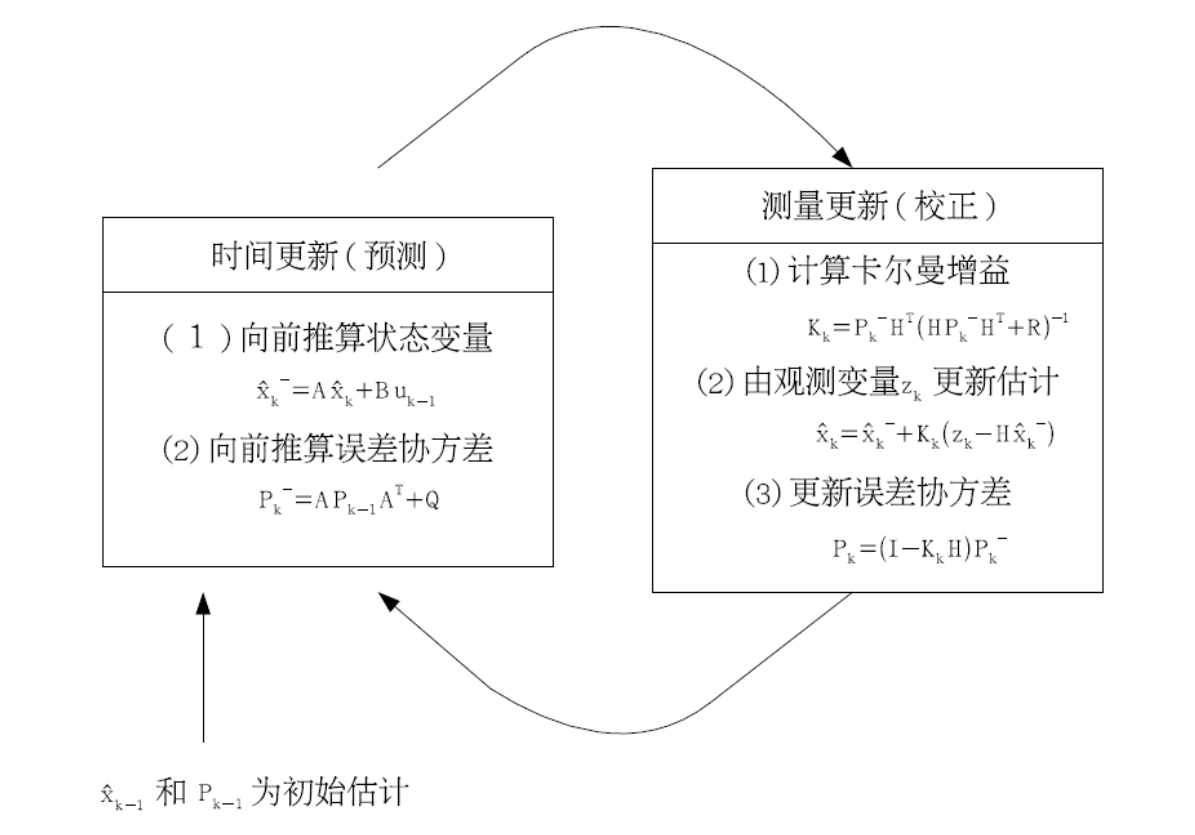 时间更新(预测)
(1)向前推算状态变量
x̂ₖ⁻=Ax̂ₖ+Buₖ₋₁
(2)向前推算误差协方差
Pₖ⁻=APₖ₋₁Aᵀ+Q
测量更新(校正)
(1)计算卡尔曼增益
Kₖ=Pₖ⁻Hᵀ(HPₖ⁻Hᵀ+R)⁻¹
(2)由观测变量zₖ 更新估计
x̂ₖ=x̂ₖ⁻+Kₖ(zₖ−Hx̂ₖ⁻)
(3)更新误差协方差
Pₖ=(I−KₖH)Pₖ⁻
x̂ₖ₋₁ 和 Pₖ₋₁ 为初始估计